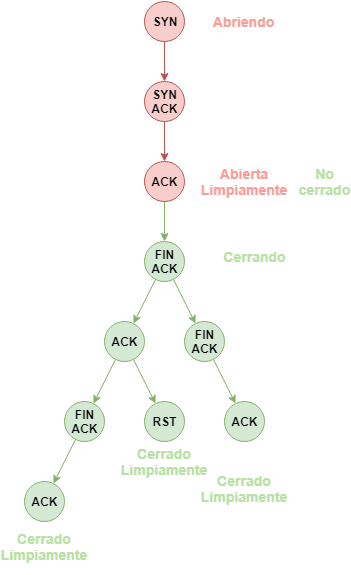 SYN
Abriendo
SYN
ACK
ACK
Abierta
Limpiamente
No
cerrado
FIN
ACK
Cerrando
ACK
FIN
ACK
FIN
ACK
RST
ACK
Cerrado
Limpiamente
Cerrado
Limpiamente
ACK
Cerrado
Limpiamente